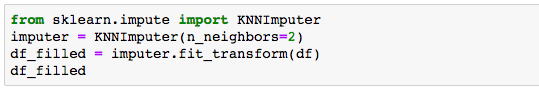 from sklearn.impute import KNNImputer
imputer = KNNImputer(n_neighbors=2)
df_filled = imputer.fit_transform(df)
df_filled